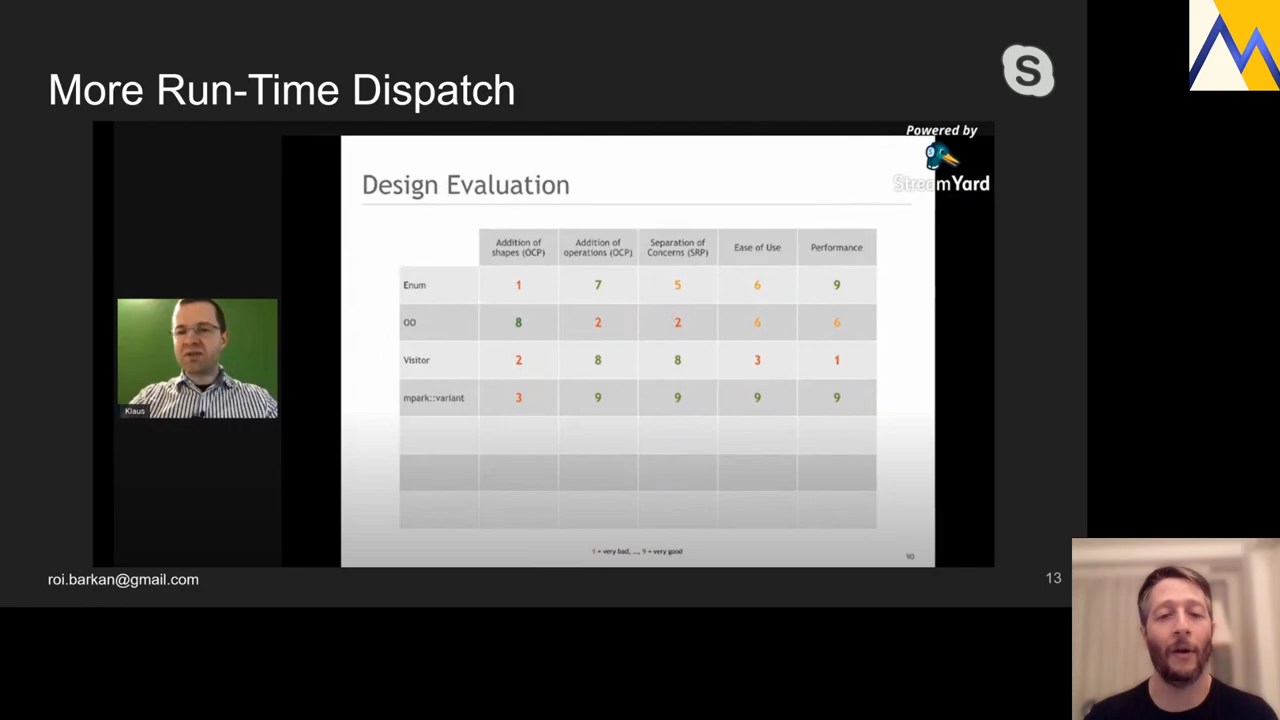 More Run-Time Dispatch
S
Powered by
StreamYard
Design Evaluation
Addition of shapes (OCP) Addition of operations (OCP) Separation of Concerns (SRP) Ease of Use Performance
Enum 1 7 5 6 9
OO 8 2 2 6 6
Visitor 2 8 8 3 1
mpark::variant 3 9 9 9 9
Klaus
1 = very bad, ..., 9 = very good
90
roi.barkan@gmail.com
13